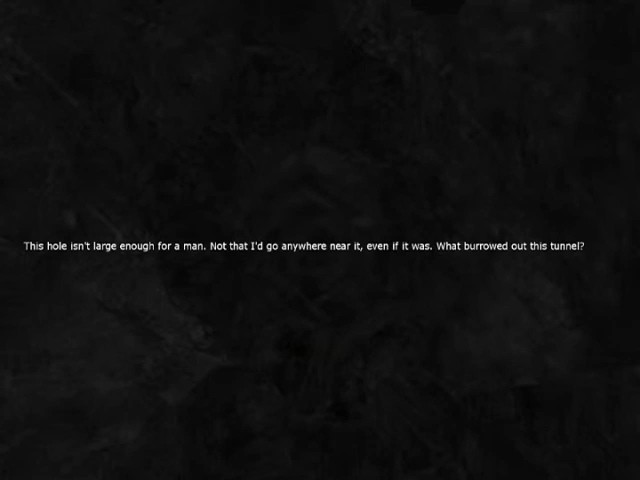 This hole isn't large enough for a man. Not that I'd go anywhere near it, even if it was. What burrowed out this tunnel?